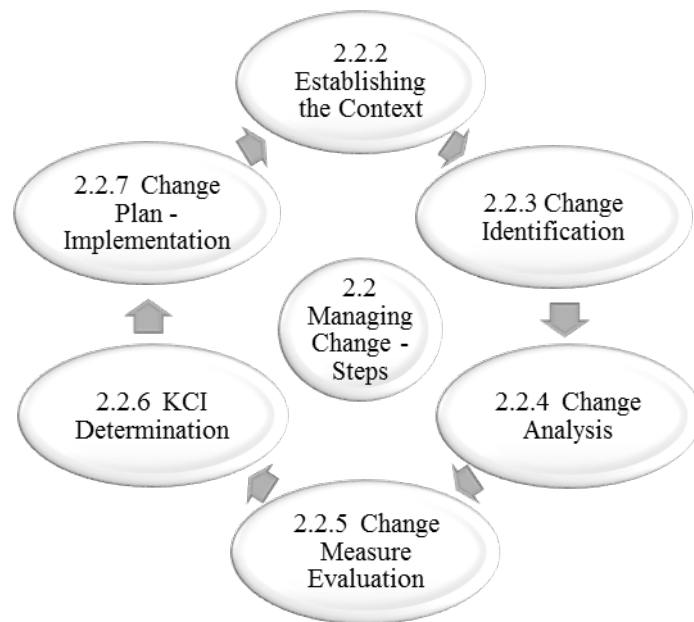 2.2.2
Establishing
the Context
2.2.3 Change
Identification
2.2.4 Change
Analysis
2.2.5 Change
Measure
Evaluation
2.2.6 KCI
Determination
2.2.7 Change
Plan -
Implementation
2.2
Managing
Change -
Steps